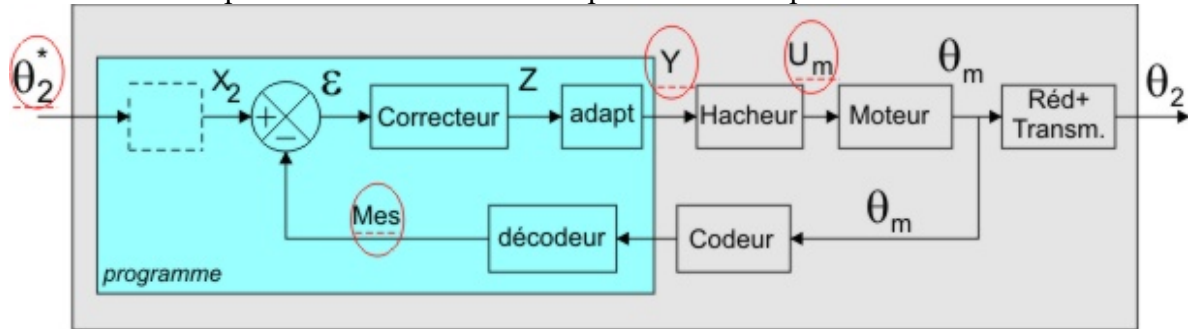 θ₂*
X₂
+
−
ε
Correcteur
Z
adapt
Y
Hacheur
Uₘ
Moteur
θₘ
Réd+
Transm.
θ₂
Mes
décodeur
Codeur
θₘ
programme